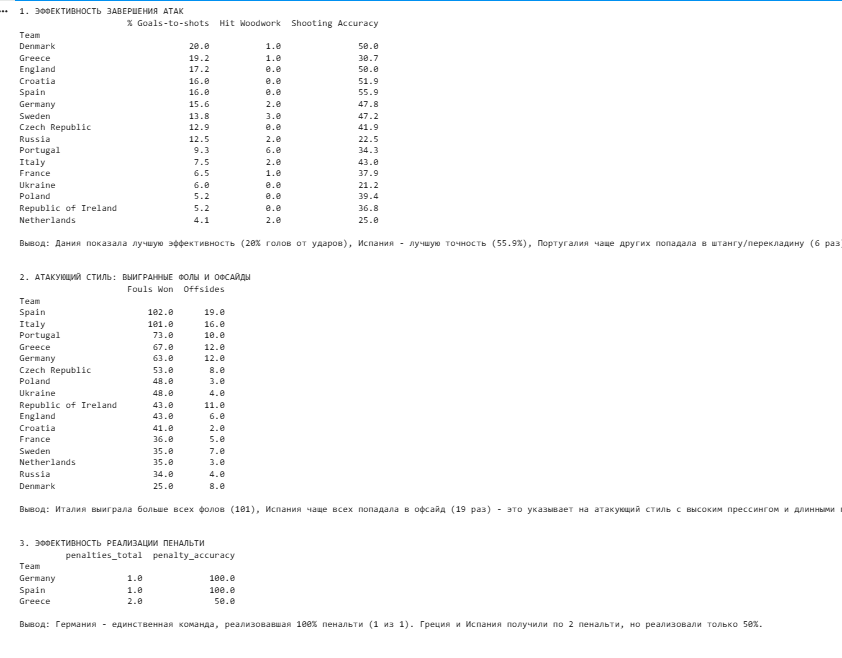 1. ЭФФЕКТИВНОСТЬ ЗАВЕРШЕНИЯ АТАК
% Goals-to-shots Hit Woodwork Shooting Accuracy
Team
Denmark 20.0 1.0 50.0
Greece 19.2 1.0 30.7
England 17.2 0.0 50.0
Croatia 16.0 0.0 51.9
Spain 16.0 0.0 55.9
Germany 15.6 2.0 47.8
Sweden 13.8 3.0 47.2
Czech Republic 12.9 0.0 41.9
Russia 12.5 2.0 22.5
Portugal 9.3 6.0 34.3
Italy 7.5 2.0 43.0
France 6.5 1.0 37.9
Ukraine 6.0 0.0 21.2
Poland 5.2 0.0 39.4
Republic of Ireland 5.2 0.0 36.8
Netherlands 4.1 2.0 25.0
Вывод: Дания показала лучшую эффективность (20% голов от ударов), Испания - лучшую точность (55.9%), Португалия чаще других попадала в штангу/перекладину (6 раз)
2. АТАКУЮЩИЙ СТИЛЬ: ВЫИГРАННЫЕ ФОЛЫ И ОФСАЙДЫ
Fouls Won Offsides
Team
Spain 102.0 19.0
Italy 101.0 16.0
Portugal 73.0 10.0
Greece 67.0 12.0
Germany 63.0 12.0
Czech Republic 53.0 8.0
Poland 48.0 3.0
Ukraine 48.0 4.0
Republic of Ireland 43.0 11.0
England 43.0 6.0
Croatia 41.0 2.0
France 36.0 5.0
Sweden 35.0 7.0
Netherlands 35.0 3.0
Russia 34.0 4.0
Denmark 25.0 8.0
Вывод: Италия выиграла больше всех фолов (101), Испания чаще всех попадала в офсайд (19 раз) - это указывает на атакующий стиль с высоким прессингом и длинными
3. ЭФФЕКТИВНОСТЬ РЕАЛИЗАЦИИ ПЕНАЛЬТИ
penalties_total penalty_accuracy
Team
Germany 1.0 100.0
Spain 1.0 100.0
Greece 2.0 50.0
Вывод: Германия - единственная команда, реализовавшая 100% пенальти (1 из 1). Греция и Испания получили по 2 пенальти, но реализовали только 50%.